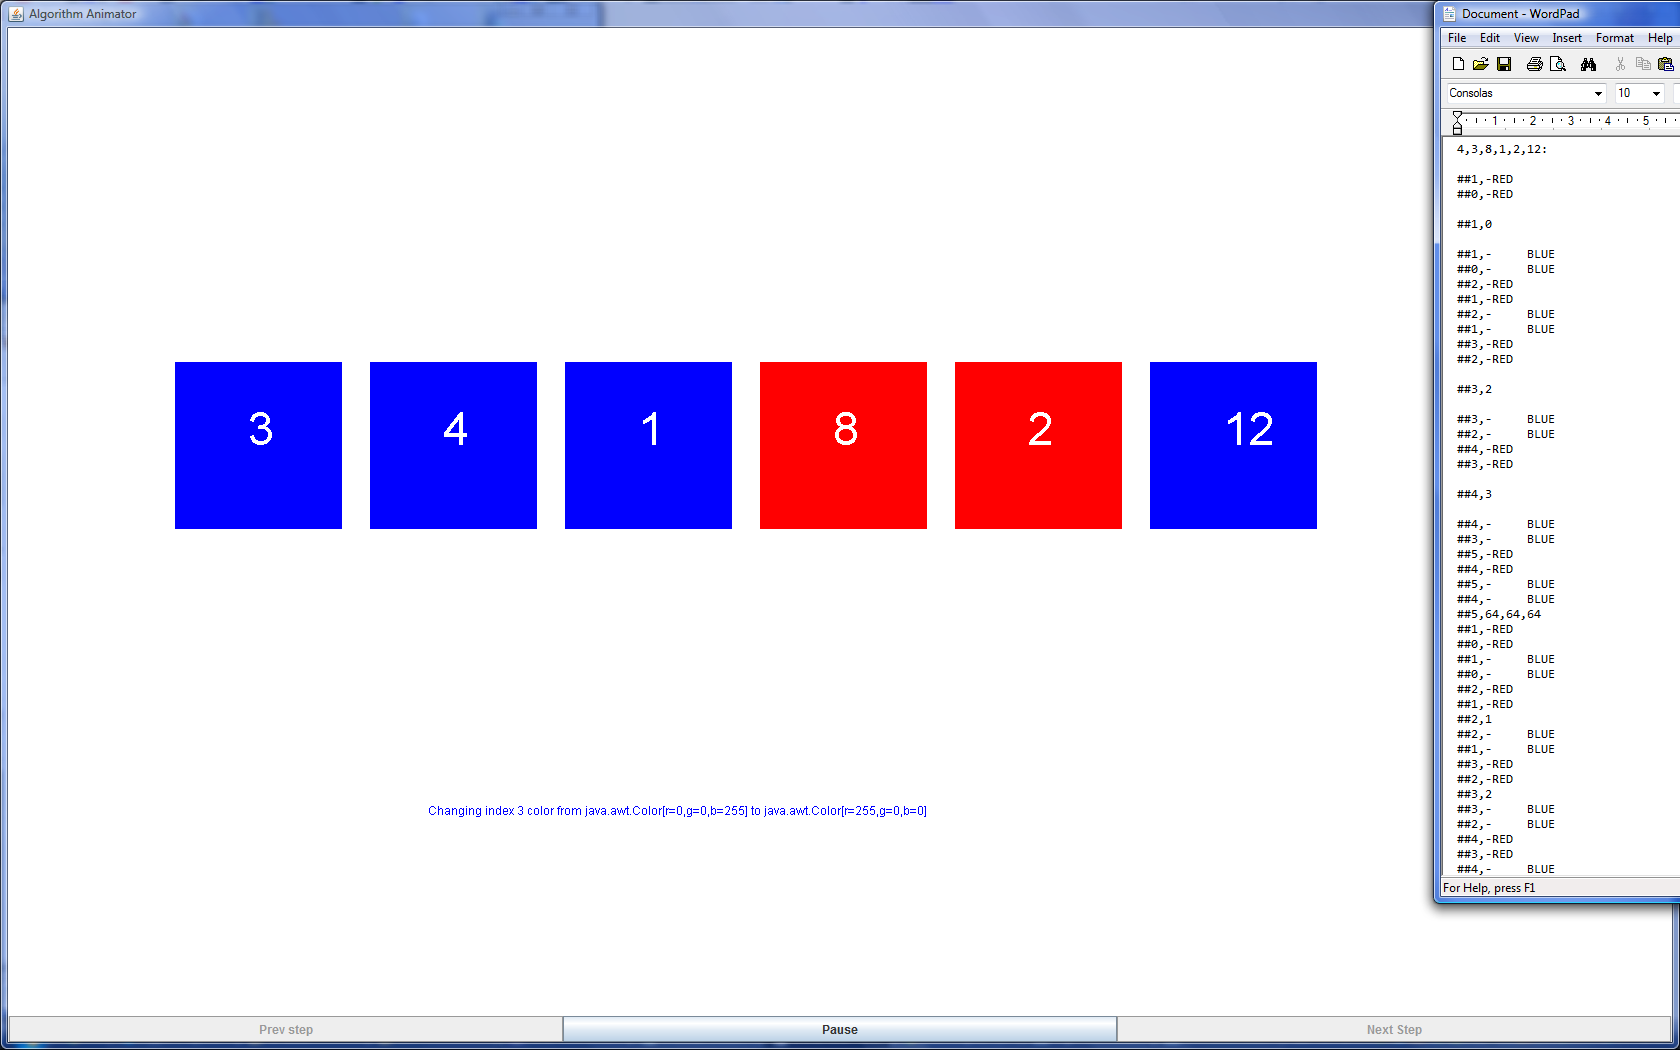 Algorithm Animator
3 4 1 8 2 12
Changing index 3 color from java.awt.Color[r=0,g=0,b=255] to java.awt.Color[r=255,g=0,b=0]
Prev step
Pause
Next Step
Document - WordPad
File Edit View Insert Format Help
Consolas 10
1 2 3 4 5
4,3,8,1,2,12:
##1,-RED
##0,-RED
##1,0
##1,- BLUE
##0,- BLUE
##2,-RED
##1,-RED
##2,- BLUE
##1,- BLUE
##3,-RED
##2,-RED
##3,2
##3,- BLUE
##2,- BLUE
##4,-RED
##3,-RED
##4,3
##4,- BLUE
##3,- BLUE
##5,-RED
##4,-RED
##5,- BLUE
##4,- BLUE
##5,64,64,64
##1,-RED
##0,-RED
##1,- BLUE
##0,- BLUE
##2,-RED
##1,-RED
##2,1
##2,- BLUE
##1,- BLUE
##3,-RED
##2,-RED
##3,2
##3,- BLUE
##2,- BLUE
##4,-RED
##3,-RED
##4,- BLUE
For Help, press F1